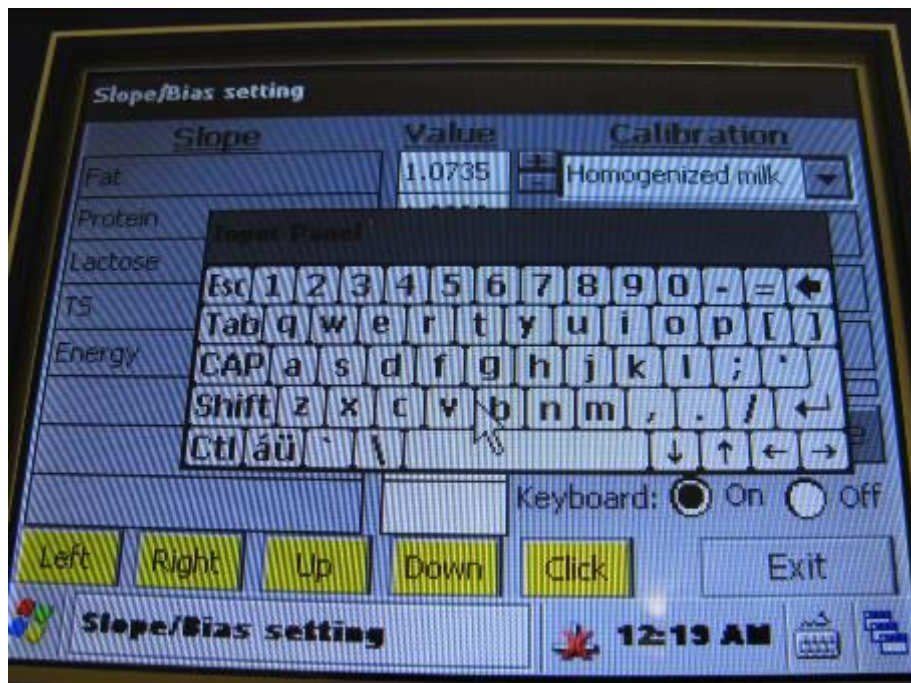 Slope/Bias setting
Slope Value Calibration
Fat 1.0735 + - Homogenized milk
Protein
Input Panel
Lactose
Esc 1 2 3 4 5 6 7 8 9 0 - =
TS
Tab q w e r t y u i o p [ ]
Energy
CAP a s d f g h j k l ; '
Shift z x c v b n m , . /
Ctl áü ` \ ↓ ↑ ← →
Keyboard: On Off
Left Right Up Down Click Exit
Slope/Bias setting 12:19 AM